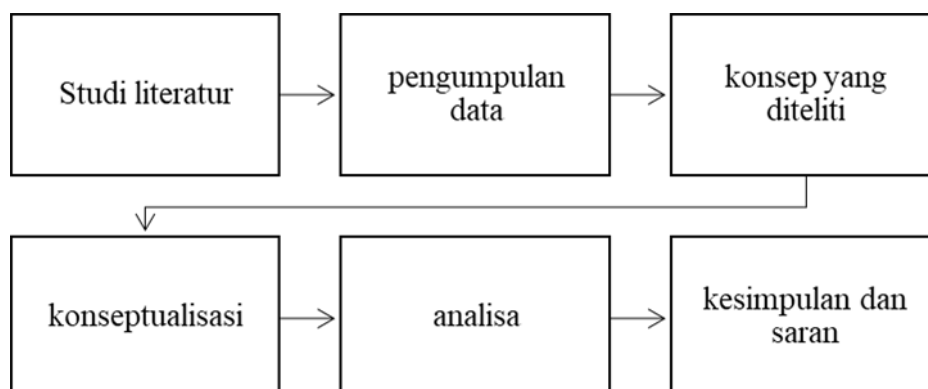 Studi literatur
pengumpulan
data
konsep yang
diteliti
konseptualisasi
analisa
kesimpulan dan
saran